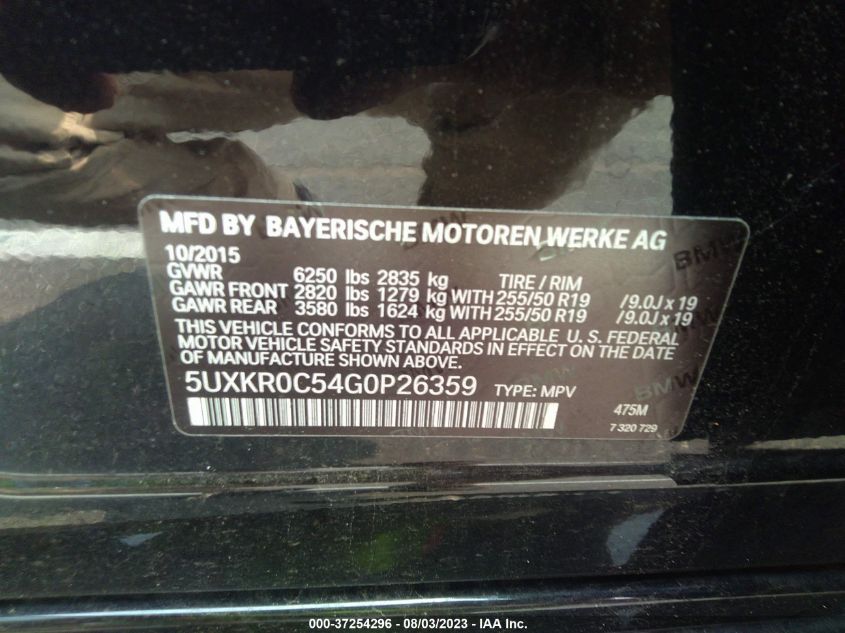 MFD BY BAYERISCHE MOTOREN WERKE AG
10/2015
GVWR 6250 lbs 2835 kg TIRE / RIM
GAWR FRONT 2820 lbs 1279 kg WITH 255/50 R19 /9.0J x 19
GAWR REAR 3580 lbs 1624 kg WITH 255/50 R19 /9.0J x 19
THIS VEHICLE CONFORMS TO ALL APPLICABLE U. S. FEDERAL
MOTOR VEHICLE SAFETY STANDARDS IN EFFECT ON THE DATE
OF MANUFACTURE SHOWN ABOVE.
5UXKR0C54G0P26359 TYPE: MPV
475M
7 320 729
BMW
BMW
000-37254296 - 08/03/2023 - IAA Inc.